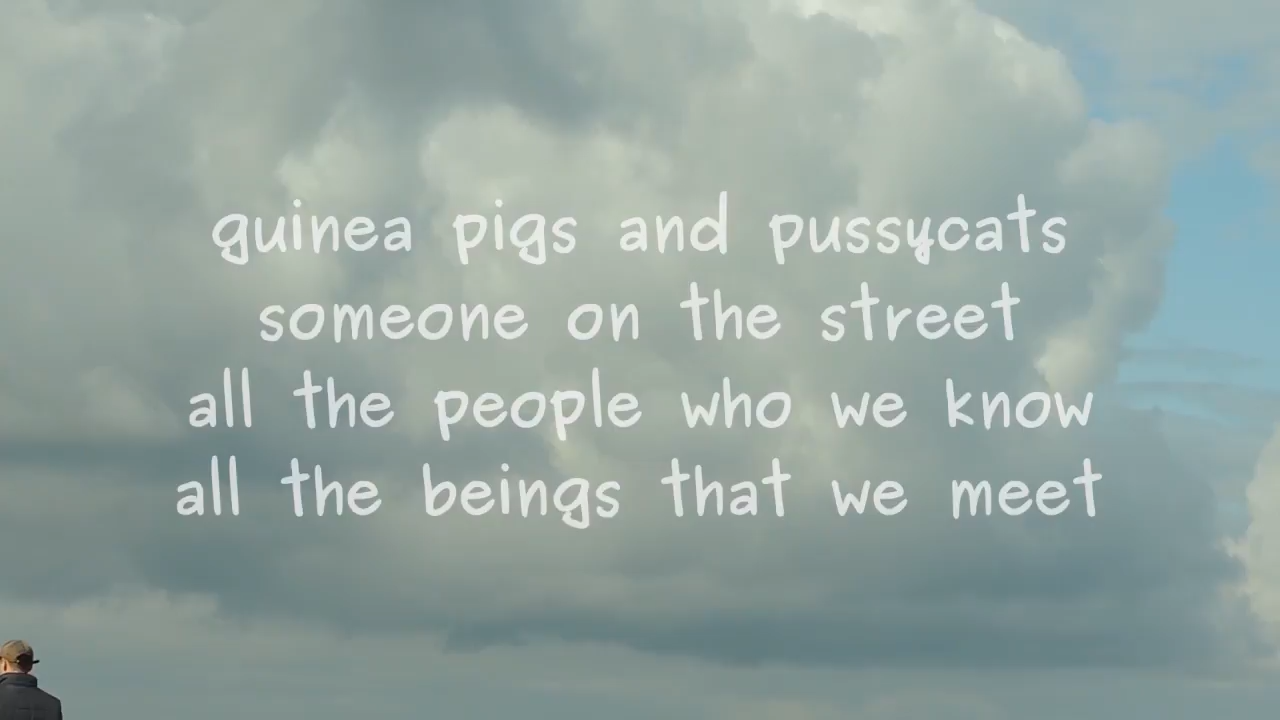 guinea pigs and pussycats
someone on the street
all the people who we know
all the beings that we meet